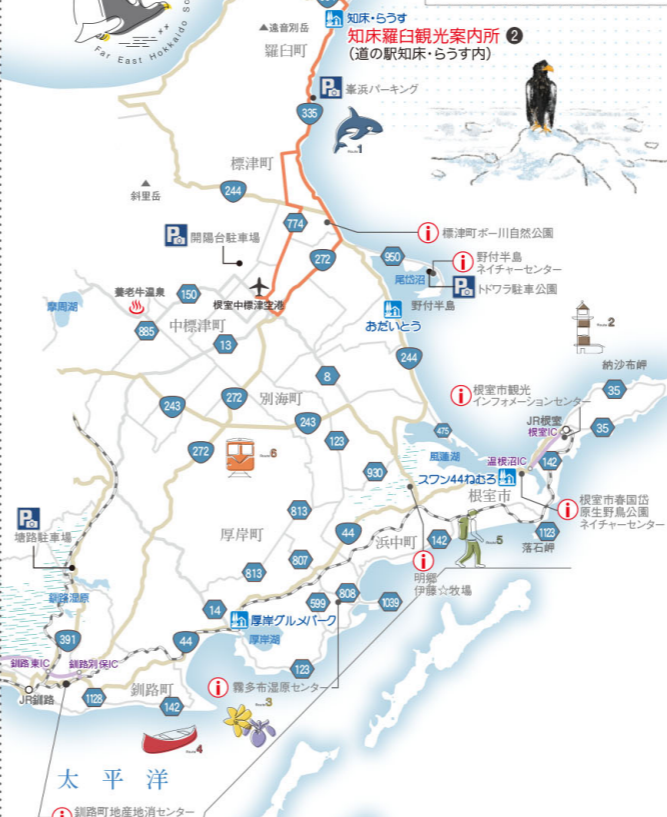 Far East Hokkaido
▲遠音別岳
羅臼町
知床・らうす
知床羅臼観光案内所 ❷
(道の駅知床・らうす内)
P 峯浜パーキング
335
Route 1
標津町
244
▲
斜里岳
774
P 開陽台駐車場
i 標津町ポー川自然公園
272
950
i 野付半島
ネイチャーセンター
尾岱沼
P トドワラ駐車公園
野付半島
養老牛温泉
150
根室中標津空港
摩周湖
885
中標津町
おだいとう
Route 2
13
244
納沙布岬
8
35
272
別海町
i 根室市観光
インフォメーションセンター
243
243
JR根室
根室IC
35
475
123
272
Route 6
風蓮湖
温根沼IC
142
930
スワン44ねむろ
根室市
i 根室市春国岱
原生野鳥公園
ネイチャーセンター
813
P
塘路駐車場
厚岸町
44
浜中町
142
Route 5
1123
落石岬
807
813
i
明郷
伊藤☆牧場
釧路湿原
14
599
808
1039
厚岸グルメパーク
391
44
厚岸湖
釧路東IC
釧路別保IC
123
JR釧路
1128
釧路町
142
i 霧多布湿原センター
Route 3
Route 4
太平洋
i 釧路町地産地消センター